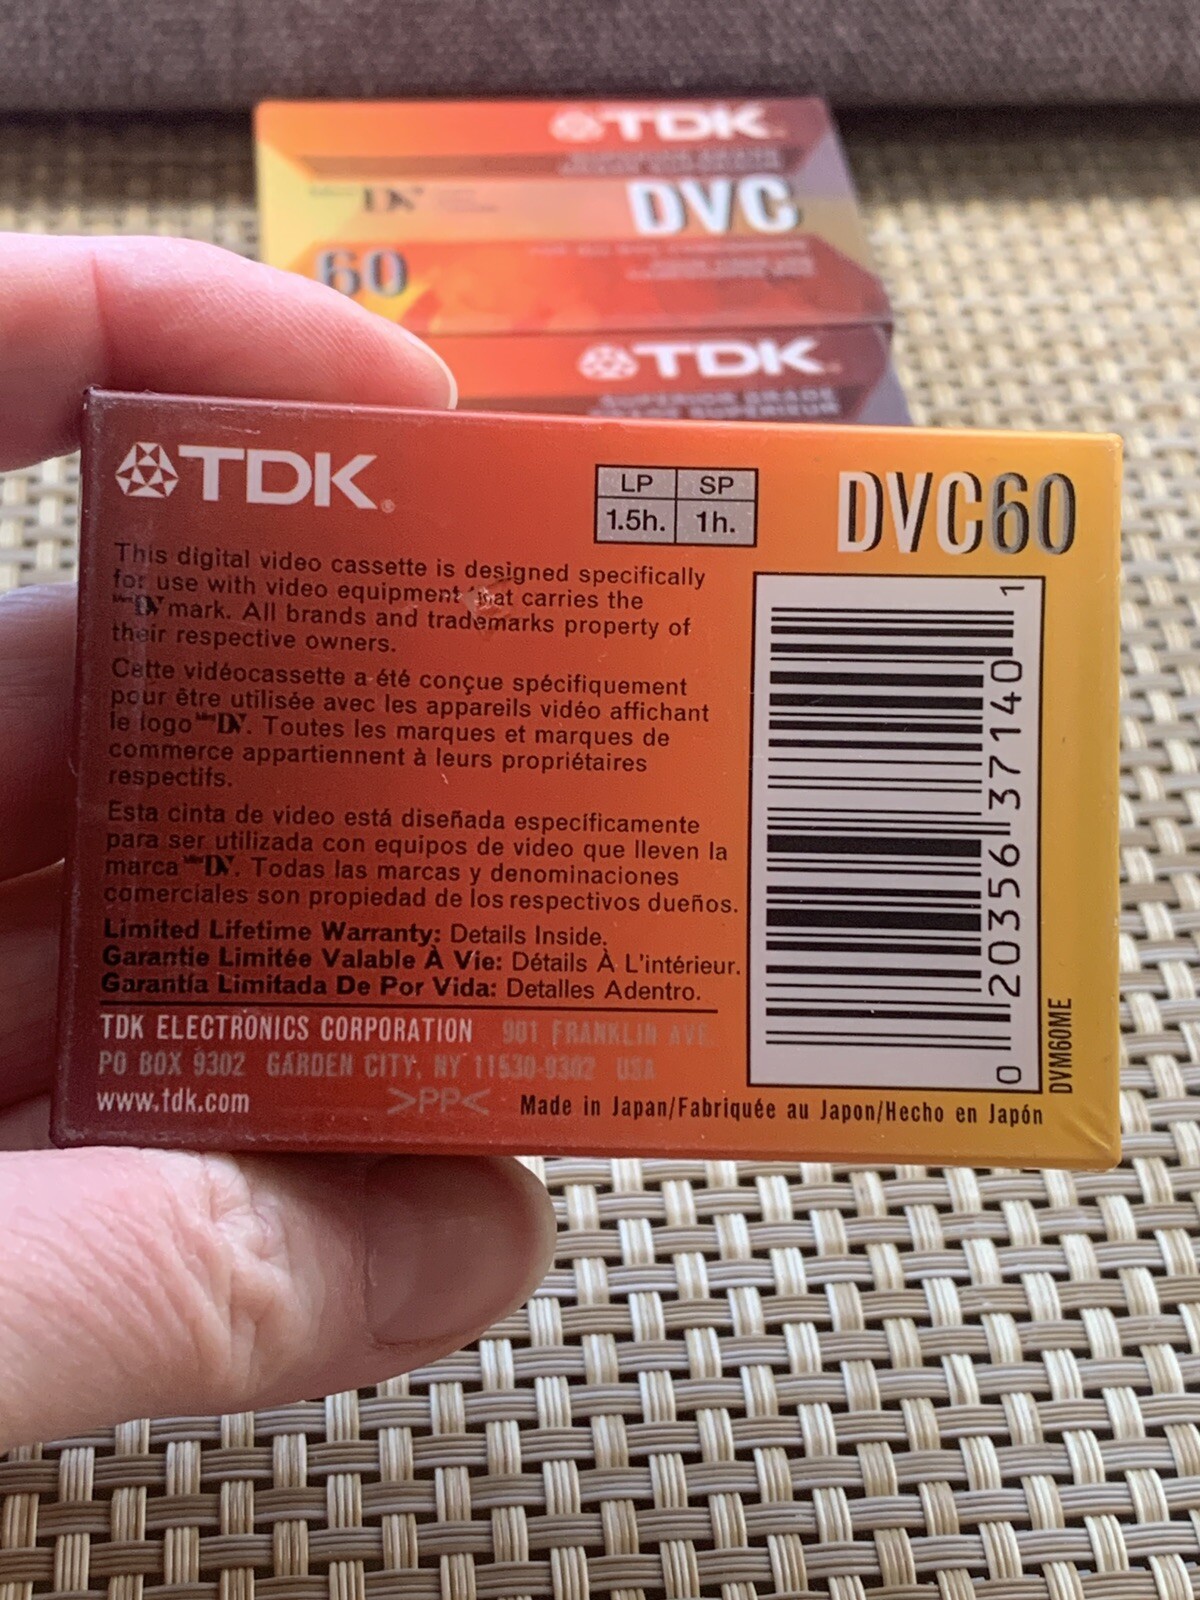 TDK
DV
DVC
60
TDK
SUPERIOR GRADE
GRADE SUPÉRIEUR
TDK®
LP SP
1.5h. 1h.
DVC60
This digital video cassette is designed specifically
for use with video equipment that carries the
Mini DV mark. All brands and trademarks property of
their respective owners.
Cette vidéocassette a été conçue spécifiquement
pour être utilisée avec les appareils vidéo affichant
le logo Mini DV. Toutes les marques et marques de
commerce appartiennent à leurs propriétaires
respectifs.
Esta cinta de video está diseñada específicamente
para ser utilizada con equipos de video que lleven la
marca Mini DV. Todas las marcas y denominaciones
comerciales son propiedad de los respectivos dueños.
Limited Lifetime Warranty: Details Inside.
Garantie Limitée Valable À Vie: Détails À L'intérieur.
Garantía Limitada De Por Vida: Detalles Adentro.
TDK ELECTRONICS CORPORATION 901 FRANKLIN AVE.
PO BOX 9302 GARDEN CITY, NY 11530-9302 USA
www.tdk.com >PP< Made in Japan/Fabriquée au Japon/Hecho en Japón
0 20356 37140 1
DVM60ME